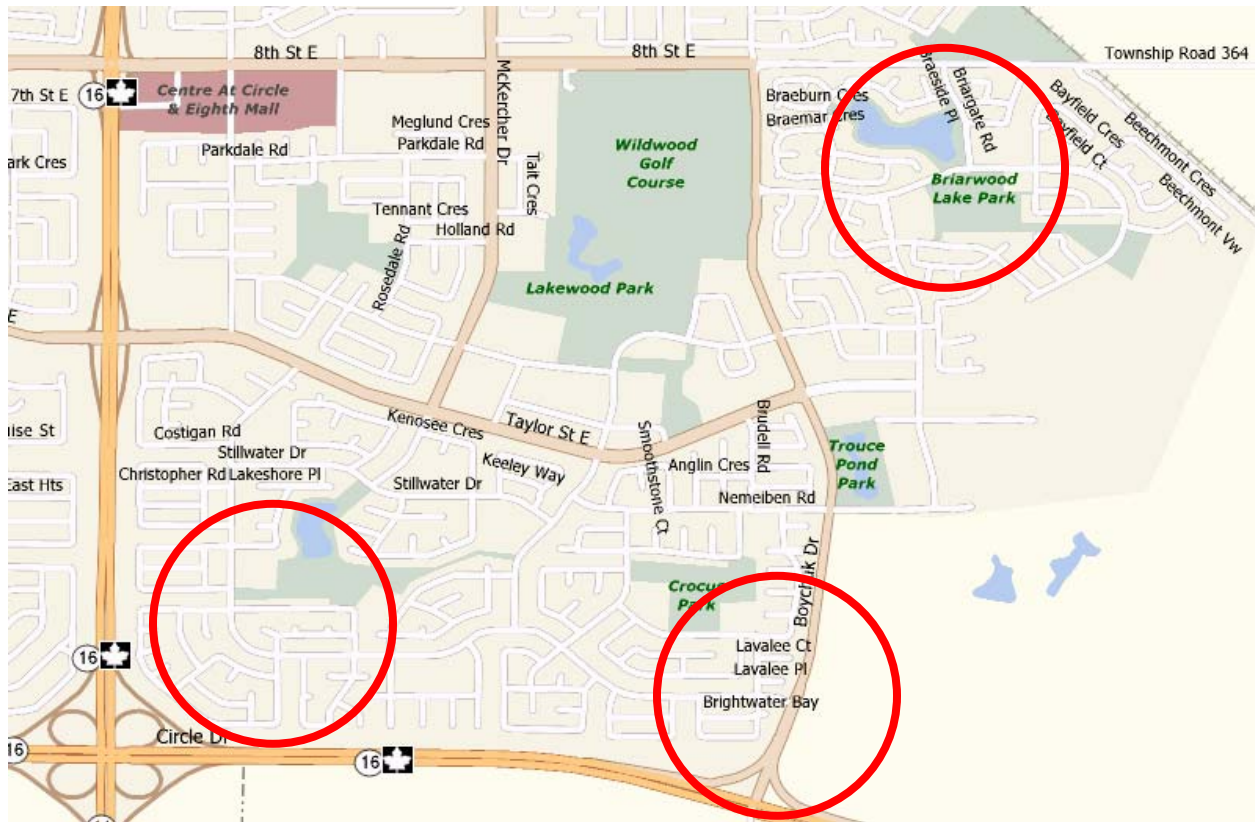 8th St E
8th St E
Township Road 364
16
7th St E
Centre At Circle
& Eighth Mall
McKercher Dr
Meglund Cres
Parkdale Rd
Parkdale Rd
ark Cres
Tait Cres
Wildwood
Golf
Course
Braeburn Cres
Braemar Cres
Braeside Pl
Briargate Rd
Bayfield Cres
Bayfield Ct
Beechmont Cres
Beechmont Vw
Briarwood
Lake Park
Tennant Cres
Holland Rd
Rosedale Rd
Lakewood Park
E
Kenosee Cres
Taylor St E
Costigan Rd
Stillwater Dr
Christopher Rd
Lakeshore Pl
Stillwater Dr
Keeley Way
Smoothstone Ct
Anglin Cres
Brudell Rd
Nemeiben Rd
Trouce
Pond
Park
ise St
East Hts
Crocus
Park
Boychuk Dr
Lavalee Ct
Lavalee Pl
Brightwater Bay
16
Circle Dr
16
16